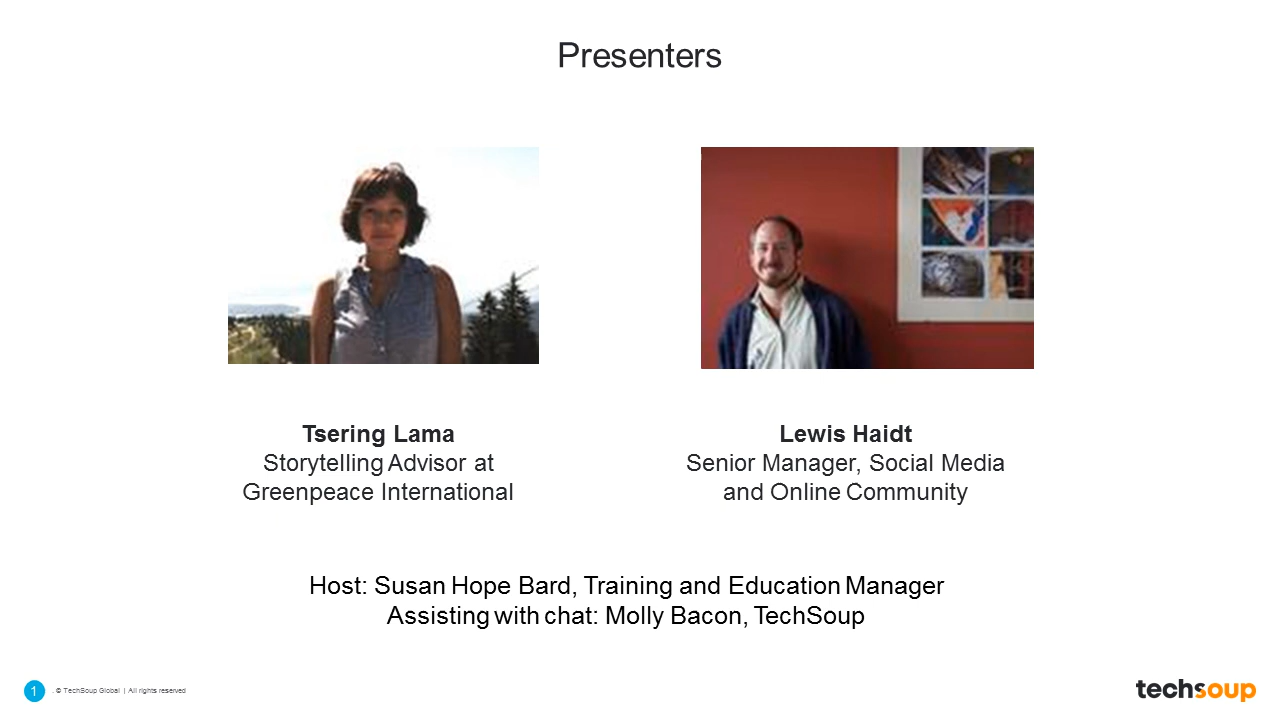 Presenters
Tsering Lama
Storytelling Advisor at
Greenpeace International
Lewis Haidt
Senior Manager, Social Media
and Online Community
Host: Susan Hope Bard, Training and Education Manager
Assisting with chat: Molly Bacon, TechSoup
1
. © TechSoup Global | All rights reserved
techsoup